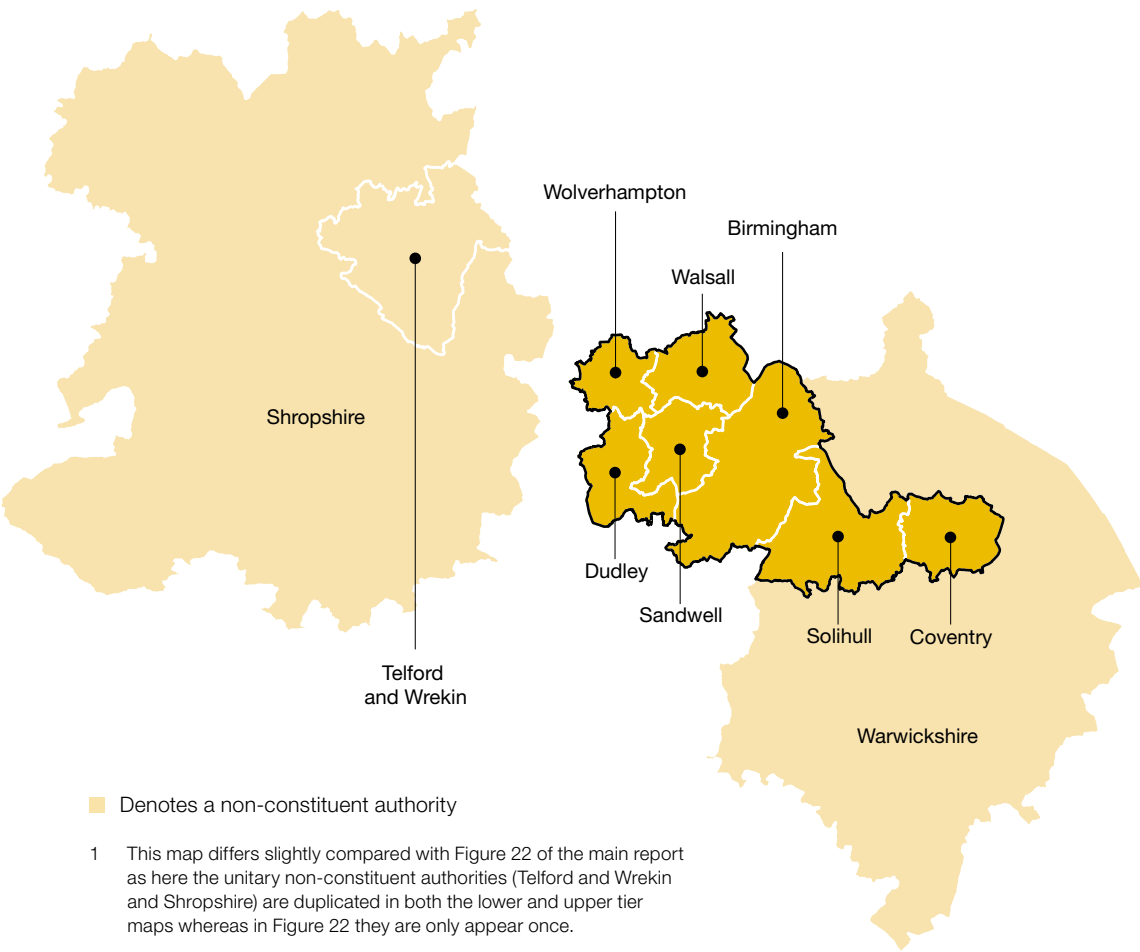 Wolverhampton
Birmingham
Walsall
Shropshire
Dudley
Sandwell
Solihull
Coventry
Telford
and Wrekin
Warwickshire
Denotes a non-constituent authority
1 This map differs slightly compared with Figure 22 of the main report
as here the unitary non-constituent authorities (Telford and Wrekin
and Shropshire) are duplicated in both the lower and upper tier
maps whereas in Figure 22 they are only appear once.